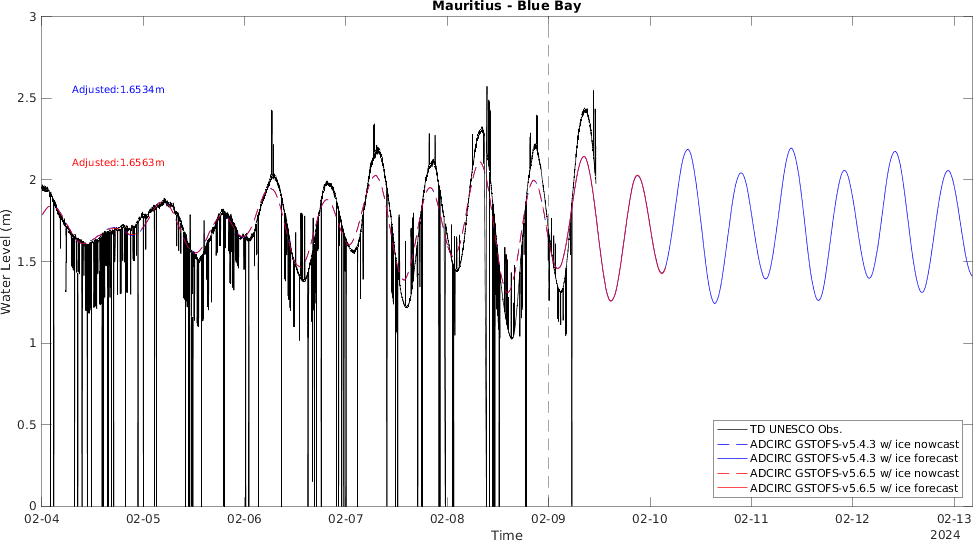 Mauritius - Blue Bay
3
2.5
2
1.5
1
0.5
0
Water Level (m)
Adjusted:1.6534m
Adjusted:1.6563m
TD UNESCO Obs.
ADCIRC GSTOFS-v5.4.3 w/ ice nowcast
ADCIRC GSTOFS-v5.4.3 w/ ice forecast
ADCIRC GSTOFS-v5.6.5 w/ ice nowcast
ADCIRC GSTOFS-v5.6.5 w/ ice forecast
02-04 02-05 02-06 02-07 02-08 02-09 02-10 02-11 02-12 02-13
Time
2024